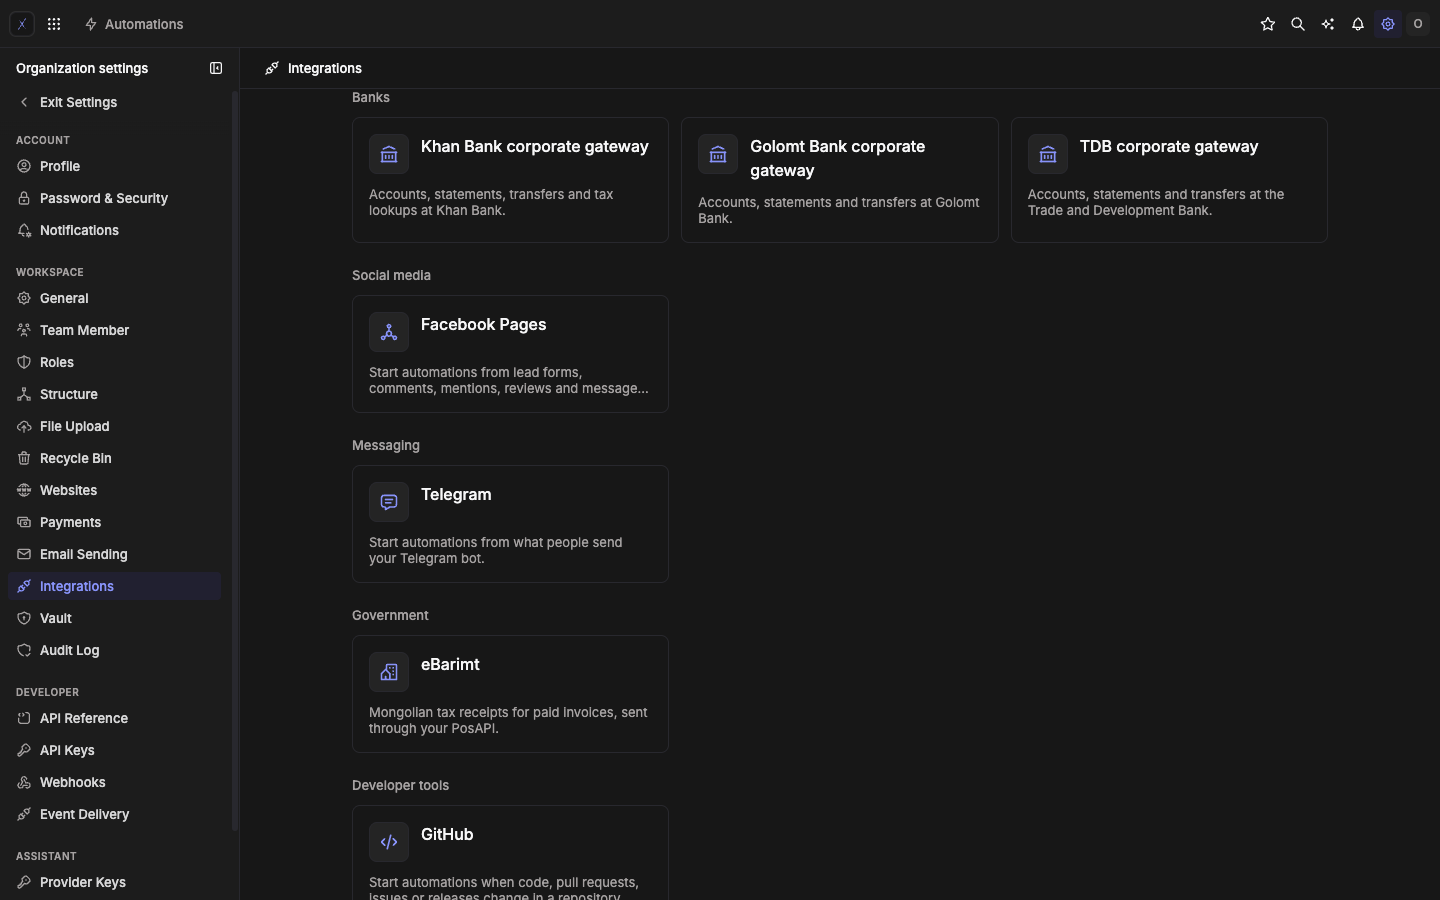 Automations
O
Organization settings
Integrations
Exit Settings
ACCOUNT
Profile
Password & Security
Notifications
WORKSPACE
General
Team Member
Roles
Structure
File Upload
Recycle Bin
Websites
Payments
Email Sending
Integrations
Vault
Audit Log
DEVELOPER
API Reference
API Keys
Webhooks
Event Delivery
ASSISTANT
Provider Keys
Banks
Khan Bank corporate gateway
Accounts, statements, transfers and tax
lookups at Khan Bank.
Golomt Bank corporate
gateway
Accounts, statements and transfers at Golomt
Bank.
TDB corporate gateway
Accounts, statements and transfers at the
Trade and Development Bank.
Social media
Facebook Pages
Start automations from lead forms,
comments, mentions, reviews and message...
Messaging
Telegram
Start automations from what people send
your Telegram bot.
Government
eBarimt
Mongolian tax receipts for paid invoices, sent
through your PosAPI.
Developer tools
GitHub
Start automations when code, pull requests,
issues or releases change in a repository.